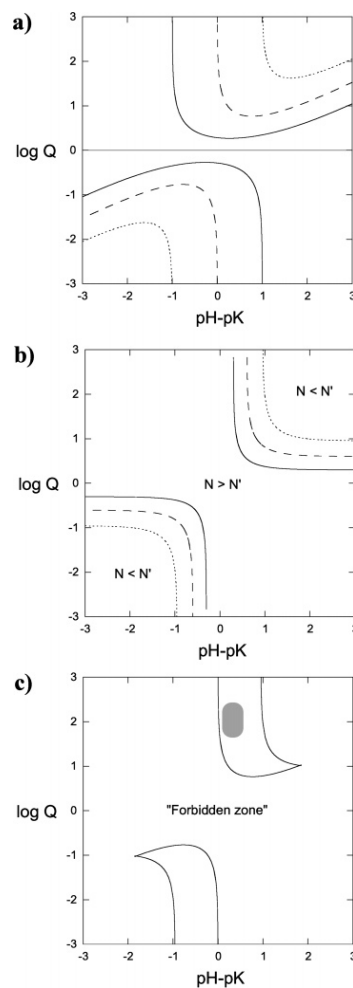 a)
3
2
1
log Q
0
-1
-2
-3
-3 -2 -1 0 1 2 3
pH-pK
b)
3
N < N'
2
1
log Q
0
N > N'
-1
N < N'
-2
-3
-3 -2 -1 0 1 2 3
pH-pK
c)
3
2
1
log Q
0
"Forbidden zone"
-1
-2
-3
-3 -2 -1 0 1 2 3
pH-pK